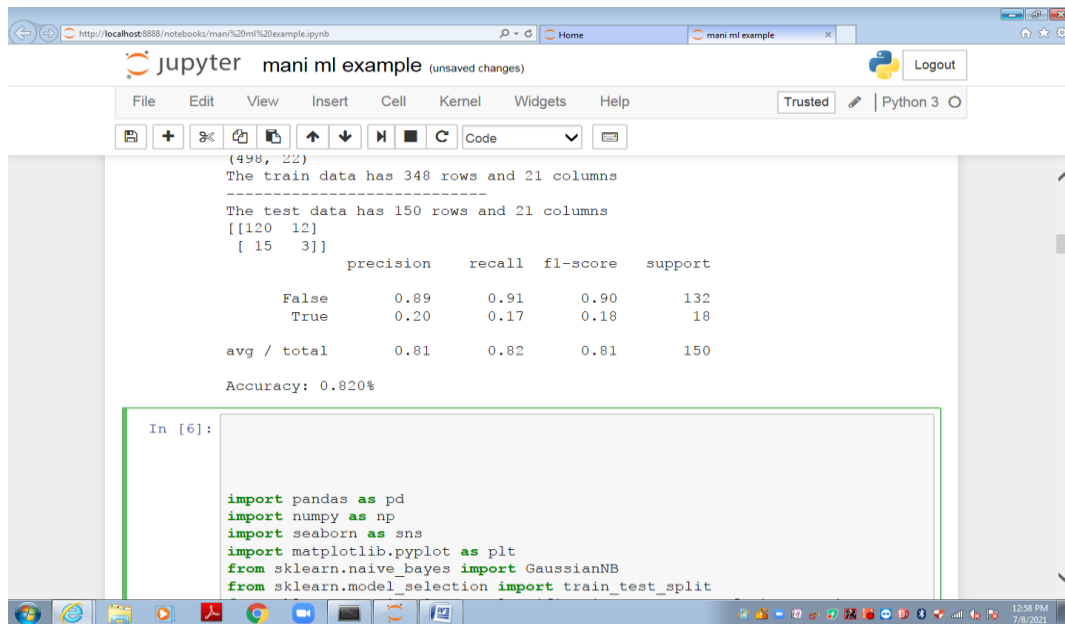 http://localhost:8888/notebooks/mani%20ml%20example.ipynb
Home
mani ml example
jupyter mani ml example (unsaved changes)
Logout
File Edit View Insert Cell Kernel Widgets Help
Trusted Python 3
Code
(498, 22)
The train data has 348 rows and 21 columns
----------------------------
The test data has 150 rows and 21 columns
[[120 12]
[ 15 3]]
precision recall f1-score support
False 0.89 0.91 0.90 132
True 0.20 0.17 0.18 18
avg / total 0.81 0.82 0.81 150
Accuracy: 0.820%
In [6]:
import pandas as pd
import numpy as np
import seaborn as sns
import matplotlib.pyplot as plt
from sklearn.naive_bayes import GaussianNB
from sklearn.model_selection import train_test_split
12:58 PM
7/8/2021